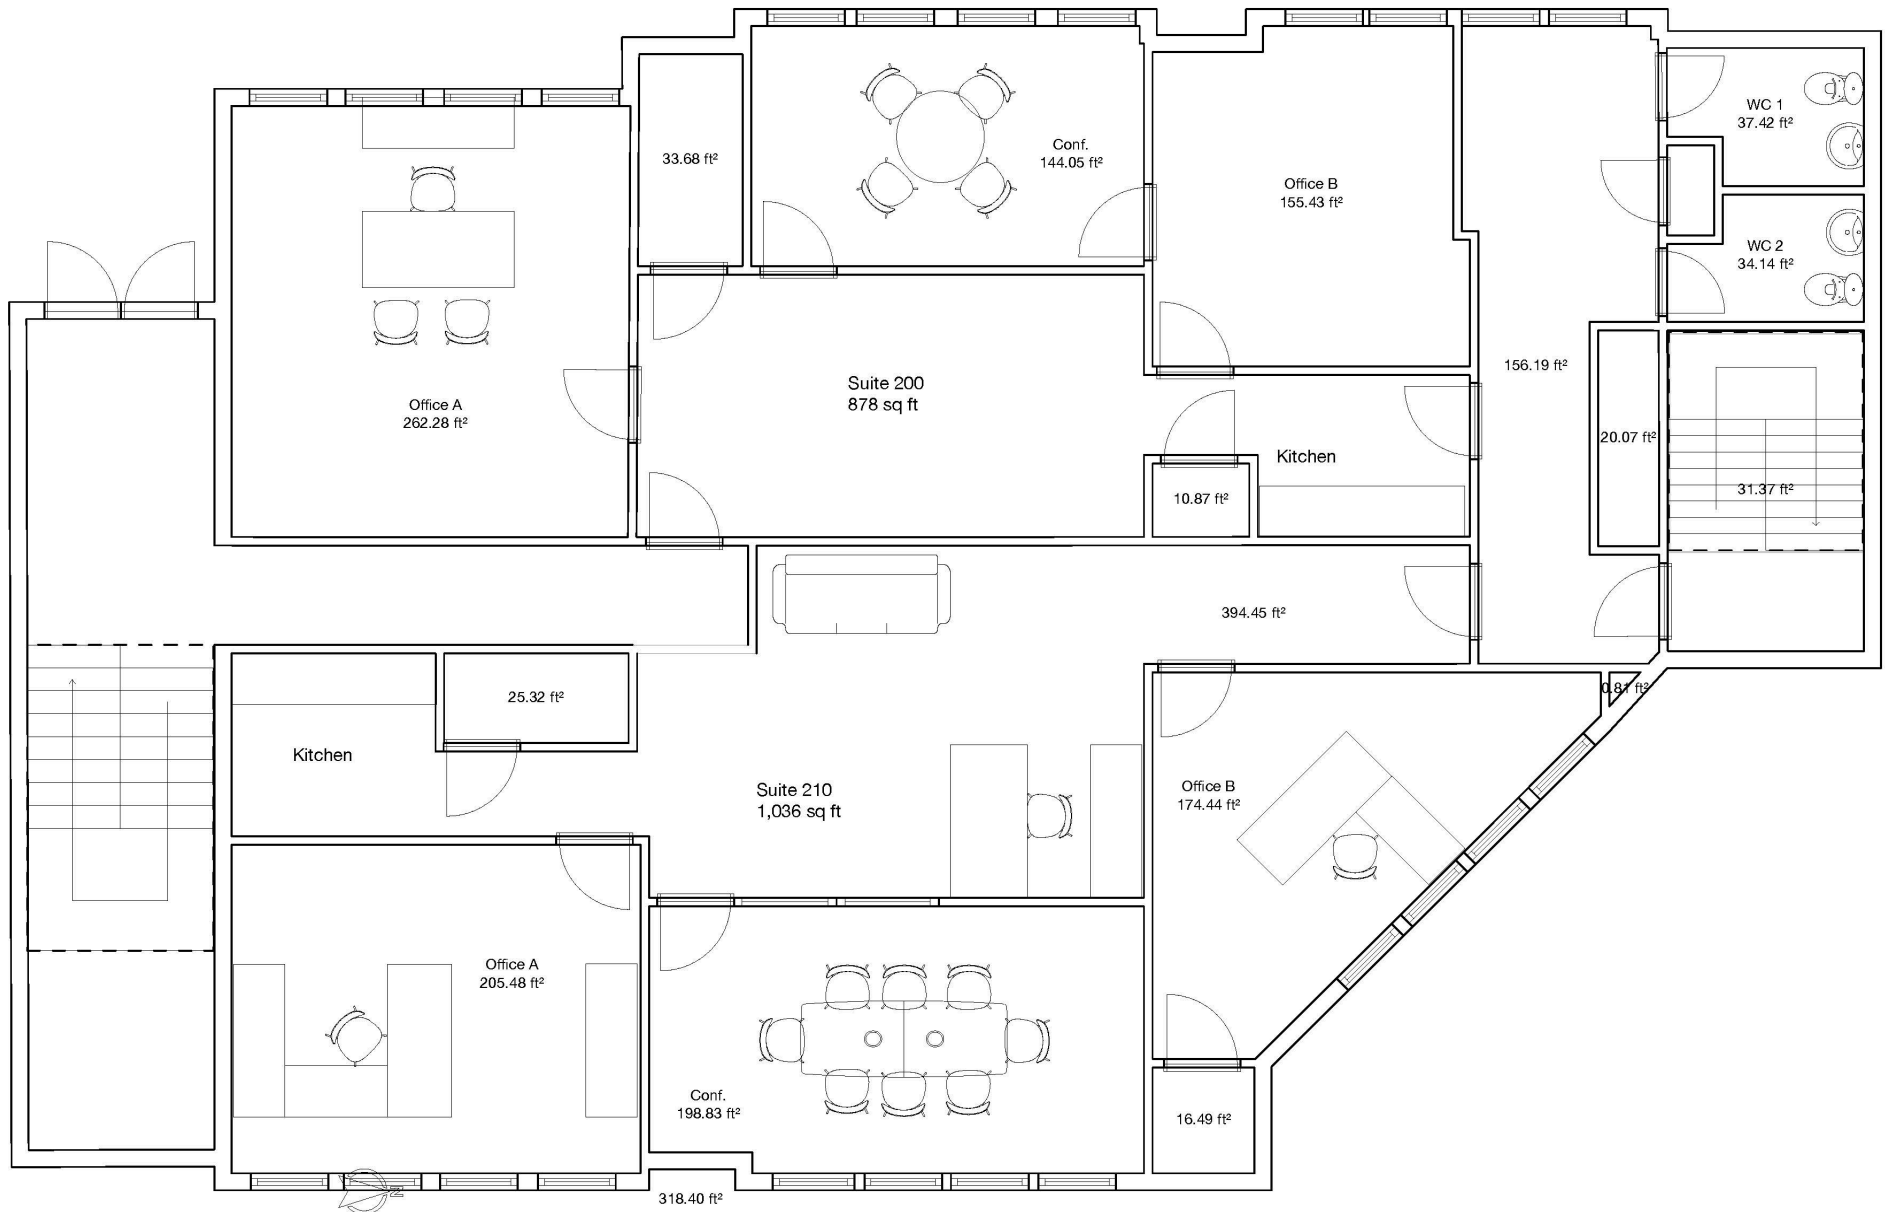 WC 1
37.42 ft²
33.68 ft²
Conf.
144.05 ft²
Office B
155.43 ft²
WC 2
34.14 ft²
Office A
262.28 ft²
Suite 200
878 sq ft
156.19 ft²
20.07 ft²
Kitchen
10.87 ft²
31.37 ft²
394.45 ft²
25.32 ft²
0.81 ft²
Kitchen
Suite 210
1,036 sq ft
Office B
174.44 ft²
Office A
205.48 ft²
Conf.
198.83 ft²
16.49 ft²
N
318.40 ft²